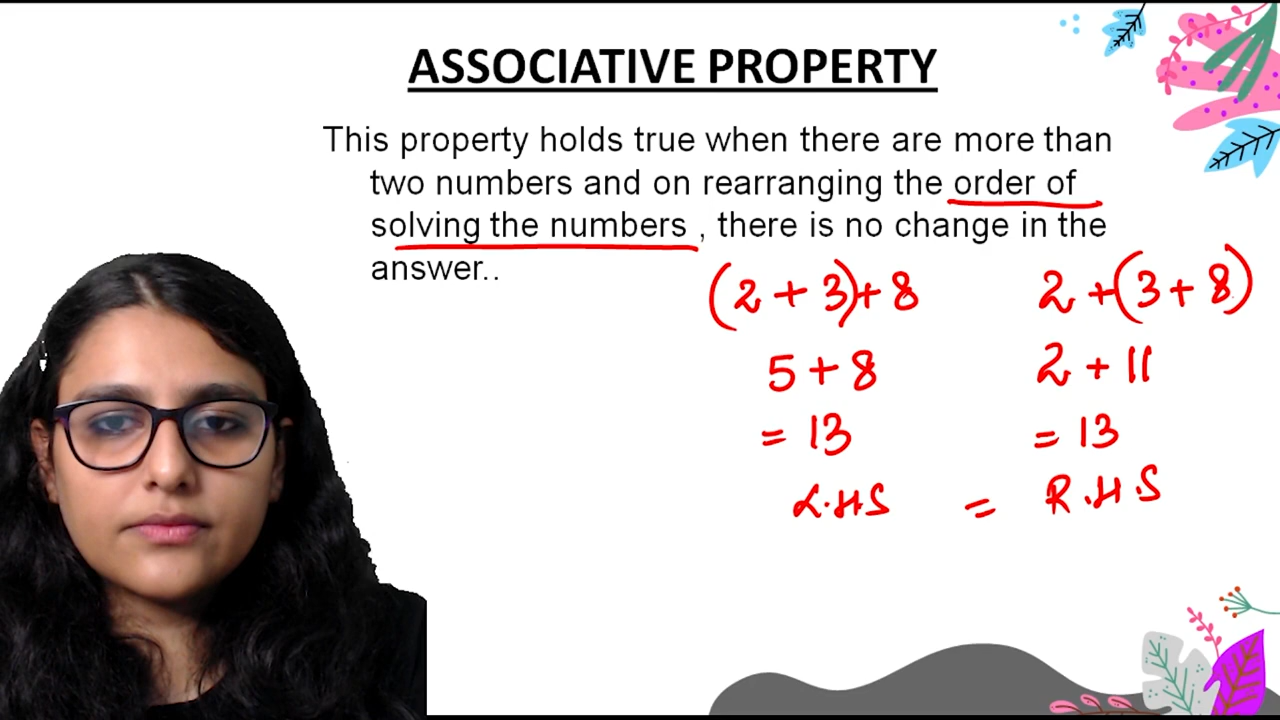 ASSOCIATIVE PROPERTY
This property holds true when there are more than
two numbers and on rearranging the order of
solving the numbers , there is no change in the
answer..
(2 + 3)+ 8 2 +(3 + 8)
5 + 8 2 + 11
= 13 = 13
L.H.S = R.H.S